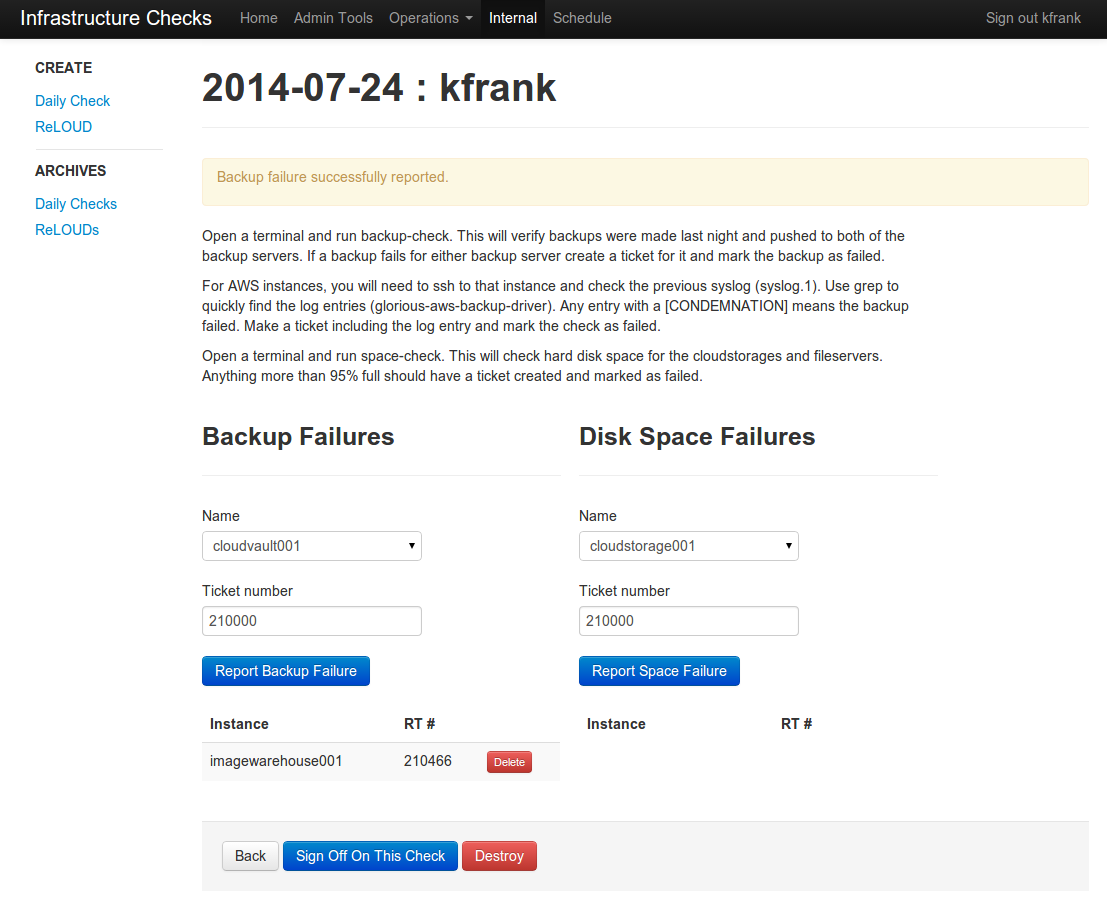 Infrastructure Checks Home Admin Tools Operations Internal Schedule Sign out kfrank
CREATE
Daily Check
ReLOUD
ARCHIVES
Daily Checks
ReLOUDs
2014-07-24 : kfrank
Backup failure successfully reported.
Open a terminal and run backup-check. This will verify backups were made last night and pushed to both of the
backup servers. If a backup fails for either backup server create a ticket for it and mark the backup as failed.
For AWS instances, you will need to ssh to that instance and check the previous syslog (syslog.1). Use grep to
quickly find the log entries (glorious-aws-backup-driver). Any entry with a [CONDEMNATION] means the backup
failed. Make a ticket including the log entry and mark the check as failed.
Open a terminal and run space-check. This will check hard disk space for the cloudstorages and fileservers.
Anything more than 95% full should have a ticket created and marked as failed.
Backup Failures
Name
cloudvault001
Ticket number
210000
Report Backup Failure
Instance RT #
imagewarehouse001 210466 Delete
Disk Space Failures
Name
cloudstorage001
Ticket number
210000
Report Space Failure
Instance RT #
Back Sign Off On This Check Destroy